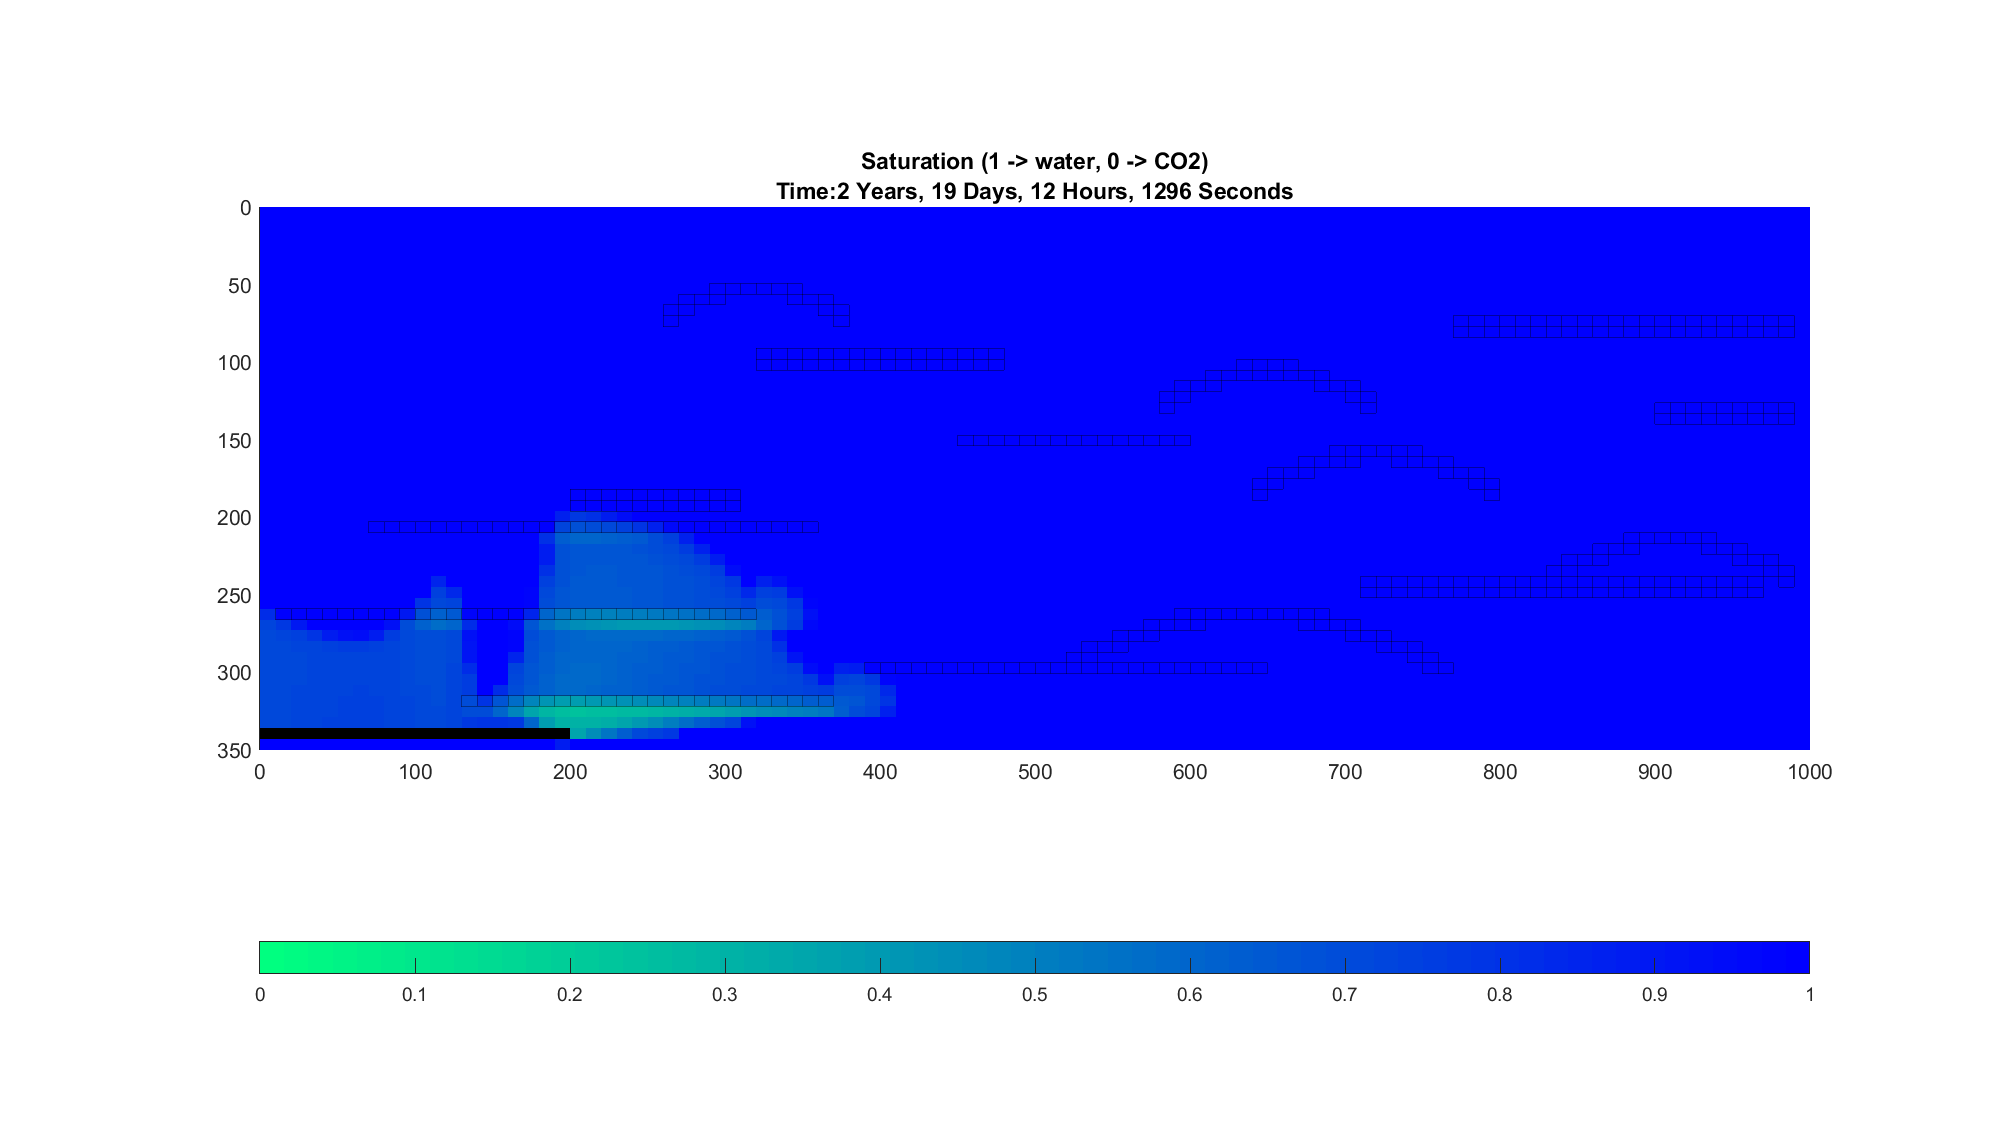 Saturation (1 -> water, 0 -> CO2)
Time:2 Years, 19 Days, 12 Hours, 1296 Seconds
0
50
100
150
200
250
300
350
0 100 200 300 400 500 600 700 800 900 1000
0 0.1 0.2 0.3 0.4 0.5 0.6 0.7 0.8 0.9 1